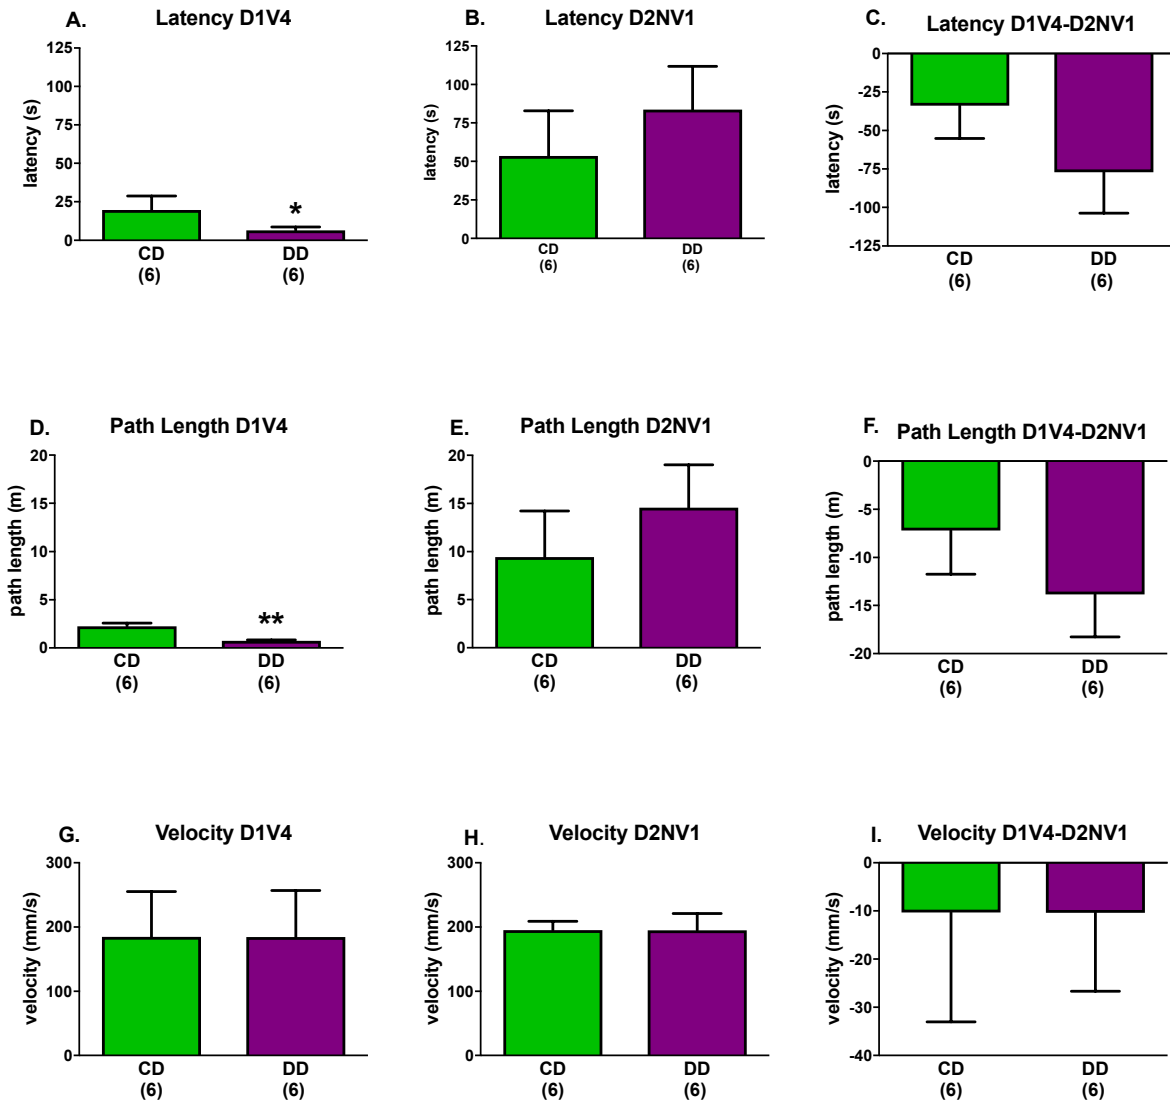 A. Latency D1V4
latency (s)
125
100
75
50
25
0
*
CD DD
(6) (6)
B. Latency D2NV1
latency (s)
125
100
75
50
25
0
CD DD
(6) (6)
C. Latency D1V4-D2NV1
latency (s)
0
-25
-50
-75
-100
-125
CD DD
(6) (6)
D. Path Length D1V4
path length (m)
20
15
10
5
0
**
CD DD
(6) (6)
E. Path Length D2NV1
path length (m)
20
15
10
5
0
CD DD
(6) (6)
F. Path Length D1V4-D2NV1
path length (m)
0
-5
-10
-15
-20
CD DD
(6) (6)
G. Velocity D1V4
velocity (mm/s)
300
200
100
0
CD DD
(6) (6)
H. Velocity D2NV1
velocity (mm/s)
300
200
100
0
CD DD
(6) (6)
I. Velocity D1V4-D2NV1
velocity (mm/s)
0
-10
-20
-30
-40
CD DD
(6) (6)